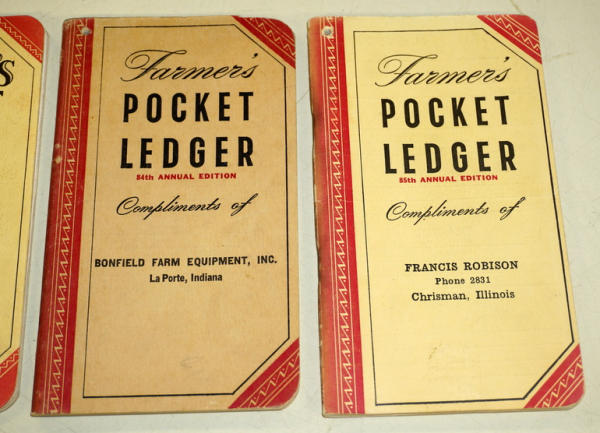 Farmer's
POCKET
LEDGER
84th ANNUAL EDITION
Compliments of
BONFIELD FARM EQUIPMENT, INC.
La Porte, Indiana
Farmer's
POCKET
LEDGER
85th ANNUAL EDITION
Compliments of
FRANCIS ROBISON
Phone 2831
Chrisman, Illinois